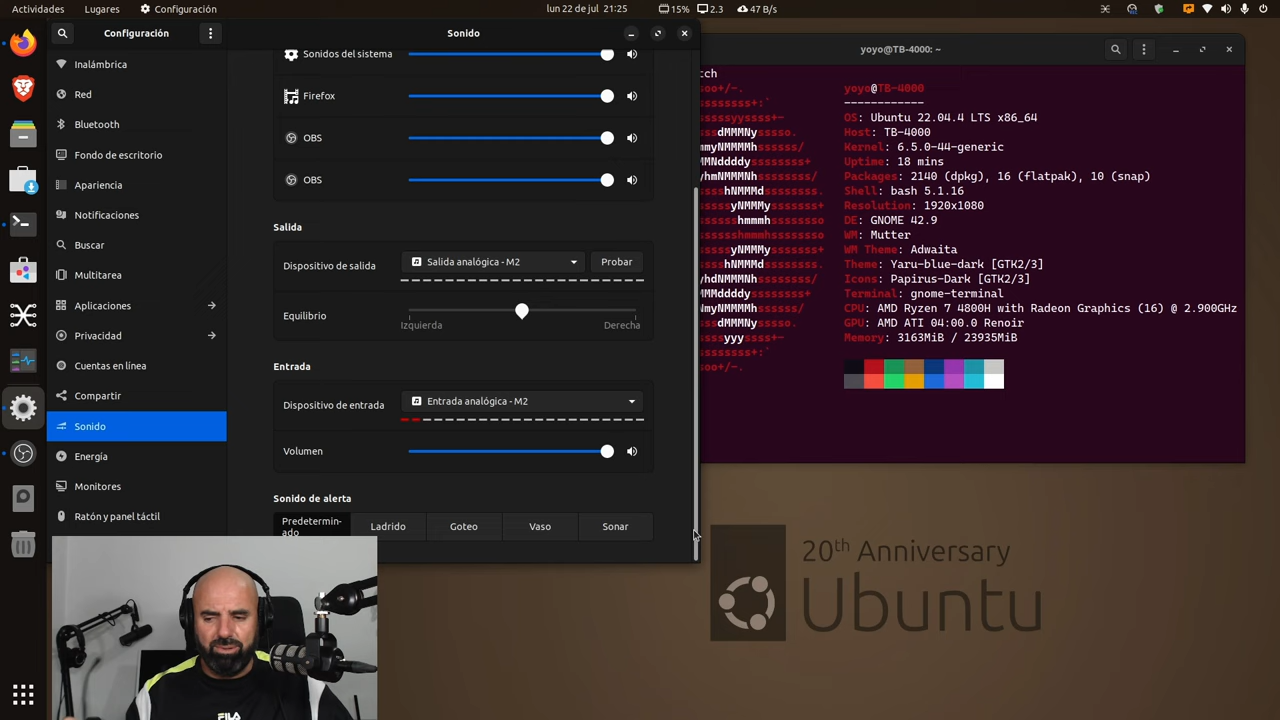 Actividades
Lugares
Configuración
lun 22 de jul 21:25
15%
2.3
47 B/s
Configuración
Sonido
Inalámbrica
Red
Bluetooth
Fondo de escritorio
Apariencia
Notificaciones
Buscar
Multitarea
Aplicaciones
Privacidad
Cuentas en línea
Compartir
Sonido
Energía
Monitores
Ratón y panel táctil
Sonidos del sistema
Firefox
OBS
OBS
Salida
Dispositivo de salida
Salida analógica - M2
Probar
Equilibrio
Izquierda
Derecha
Entrada
Dispositivo de entrada
Entrada analógica - M2
Volumen
Sonido de alerta
Predetermin-
ado
Ladrido
Goteo
Vaso
Sonar
yoyo@TB-4000: ~
yoyo@TB-4000
------------
OS: Ubuntu 22.04.4 LTS x86_64
Host: TB-4000
Kernel: 6.5.0-44-generic
Uptime: 18 mins
Packages: 2140 (dpkg), 16 (flatpak), 10 (snap)
Shell: bash 5.1.16
Resolution: 1920x1080
DE: GNOME 42.9
WM: Mutter
WM Theme: Adwaita
Theme: Yaru-blue-dark [GTK2/3]
Icons: Papirus-Dark [GTK2/3]
Terminal: gnome-terminal
CPU: AMD Ryzen 7 4800H with Radeon Graphics (16) @ 2.900GHz
GPU: AMD ATI 04:00.0 Renoir
Memory: 3163MiB / 23935MiB
20th Anniversary
Ubuntu
FILA